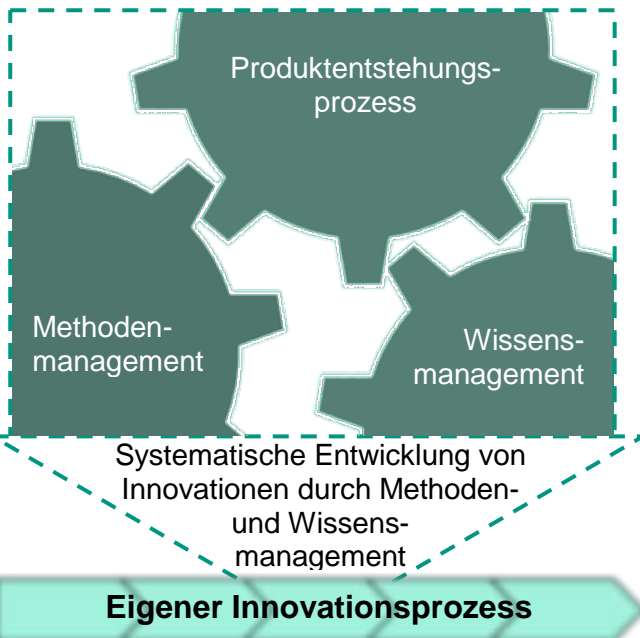 Produktentstehungs-
prozess
Methoden-
management
Wissens-
management
Systematische Entwicklung von
Innovationen durch Methoden-
und Wissens-
management
Eigener Innovationsprozess